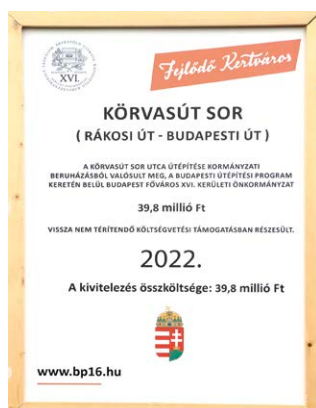 XVI.
Fejlődő Kertváros
KÖRVASÚT SOR
( RÁKOSI ÚT - BUDAPESTI ÚT )
A KÖRVASÚT SOR UTCA ÚTÉPÍTÉSE KORMÁNYZATI
BERUHÁZÁSBÓL VALÓSULT MEG, A BUDAPESTI ÚTÉPÍTÉSI PROGRAM
KERETÉN BELÜL BUDAPEST FŐVÁROS XVI. KERÜLETI ÖNKORMÁNYZAT
39,8 millió Ft
VISSZA NEM TÉRÍTENDŐ KÖLTSÉGVETÉSI TÁMOGATÁSBAN RÉSZESÜLT.
2022.
A kivitelezés összköltsége: 39,8 millió Ft
www.bp16.hu